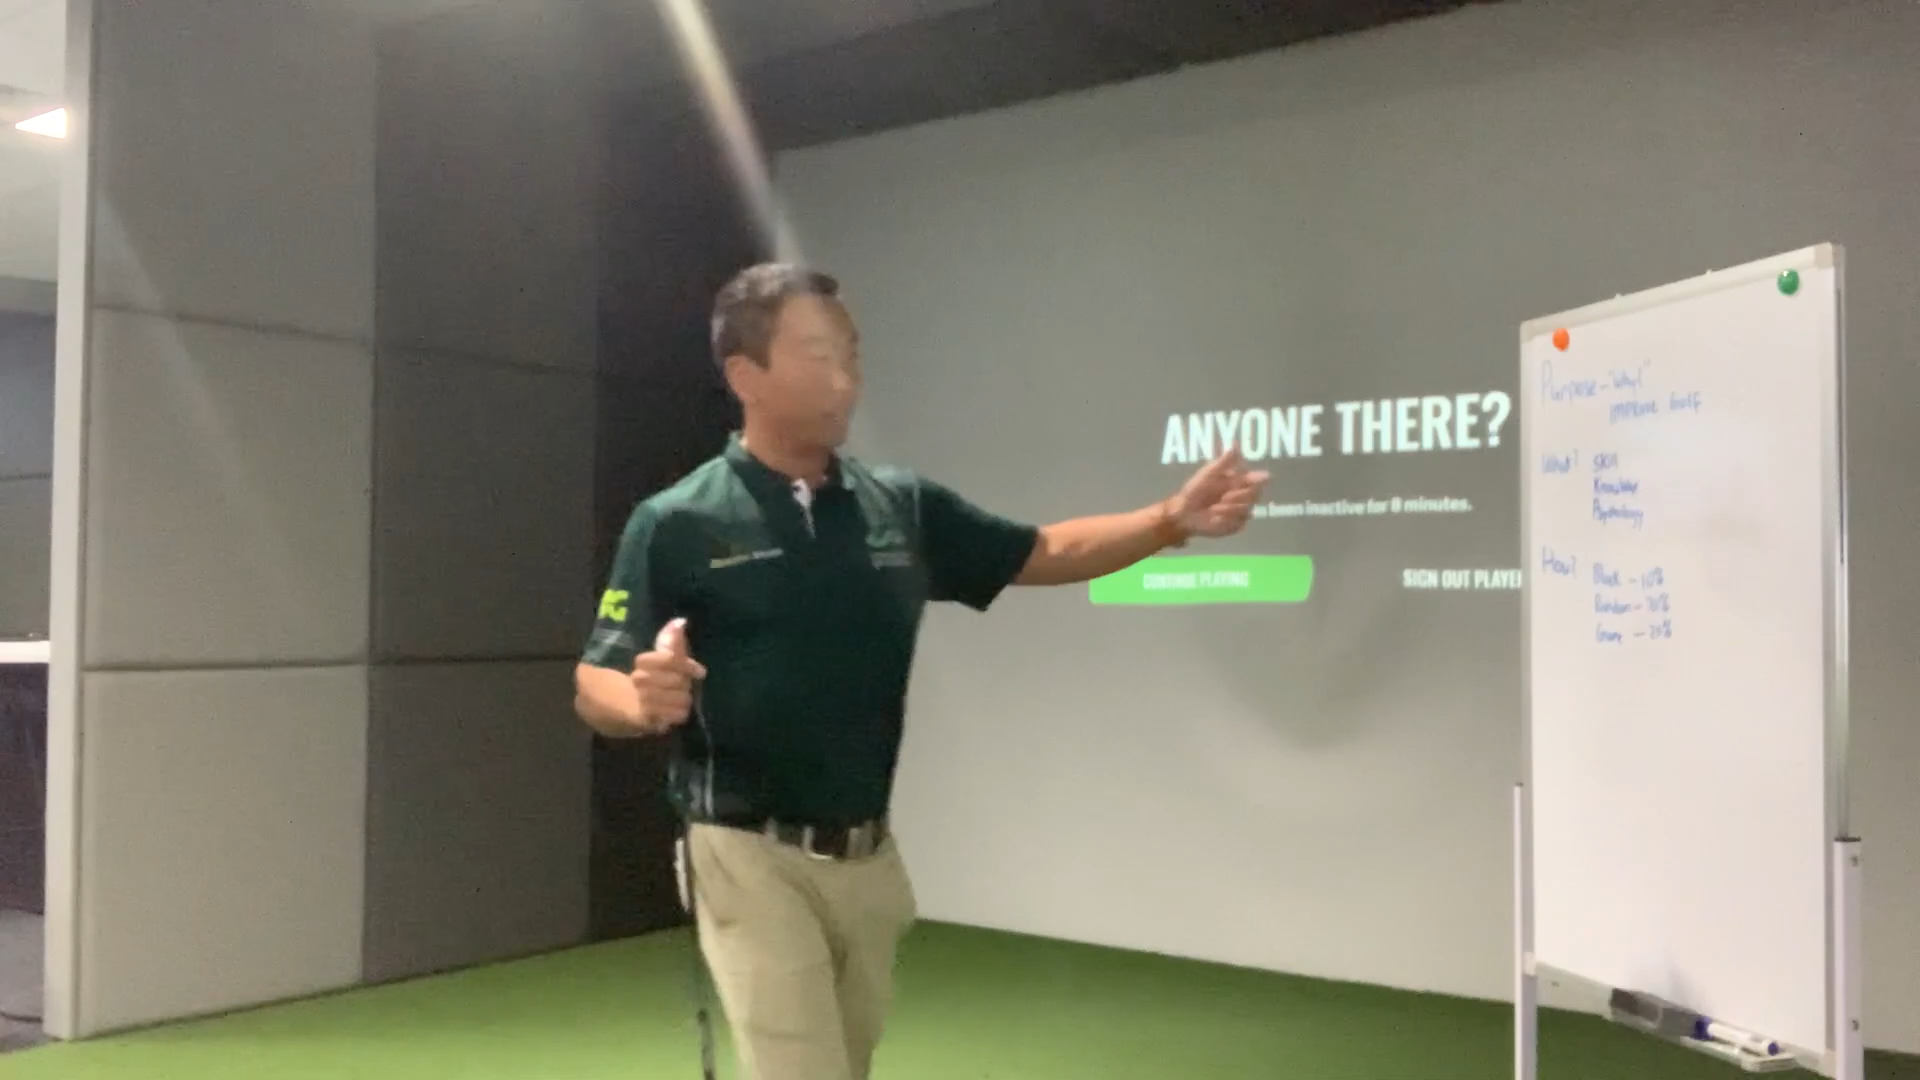 ANYONE THERE?
been inactive for 8 minutes.
CONTINUE PLAYING
SIGN OUT PLAYE
Purpose - "Why?"
improve Golf
What? Skill
Knowledge
Psychology
How? Block - 10%
Random - 70%
Game - 20%